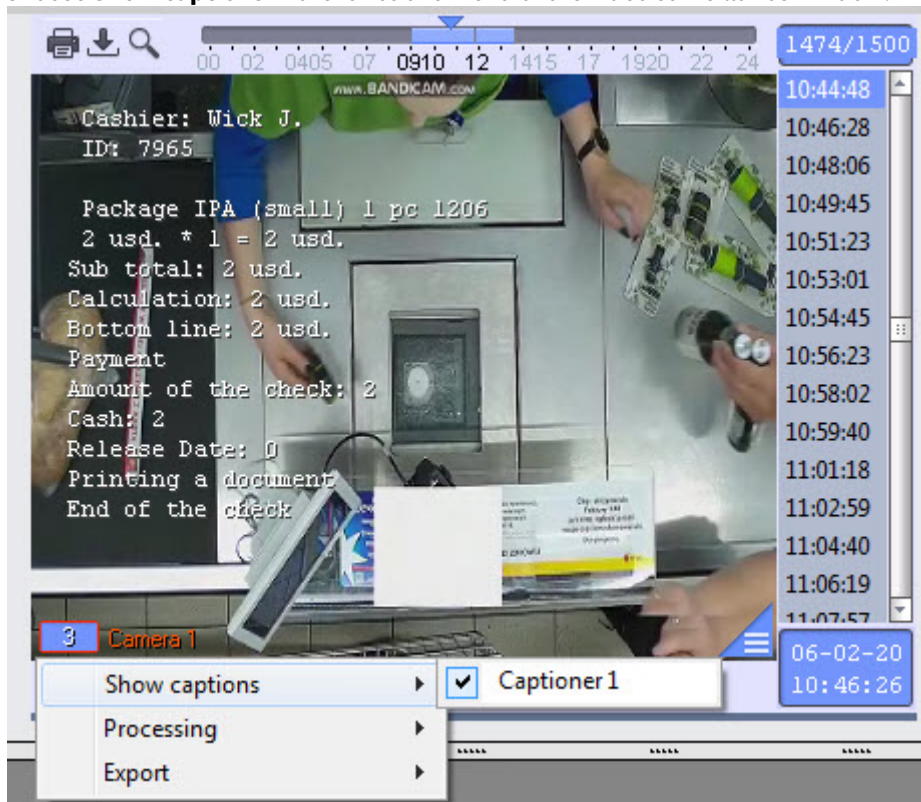 00 02 0405 07 0910 12 1415 17 1920 22 24
1474/1500
www.BANDICAM.COM
Cashier: Wick J.
ID: 7965
Package IPA (small) 1 pc 1206
2 usd. * 1 = 2 usd.
Sub total: 2 usd.
Calculation: 2 usd.
Bottom line: 2 usd.
Payment
Amount of the check: 2
Cash: 2
Release Date: 0
Printing a document
End of the check
10:44:48
10:46:28
10:48:06
10:49:45
10:51:23
10:53:01
10:54:45
10:56:23
10:58:02
10:59:40
11:01:18
11:02:59
11:04:40
11:06:19
11:07:57
3 Camera 1
06-02-20
10:46:26
Show captions
Captioner 1
Processing
Export